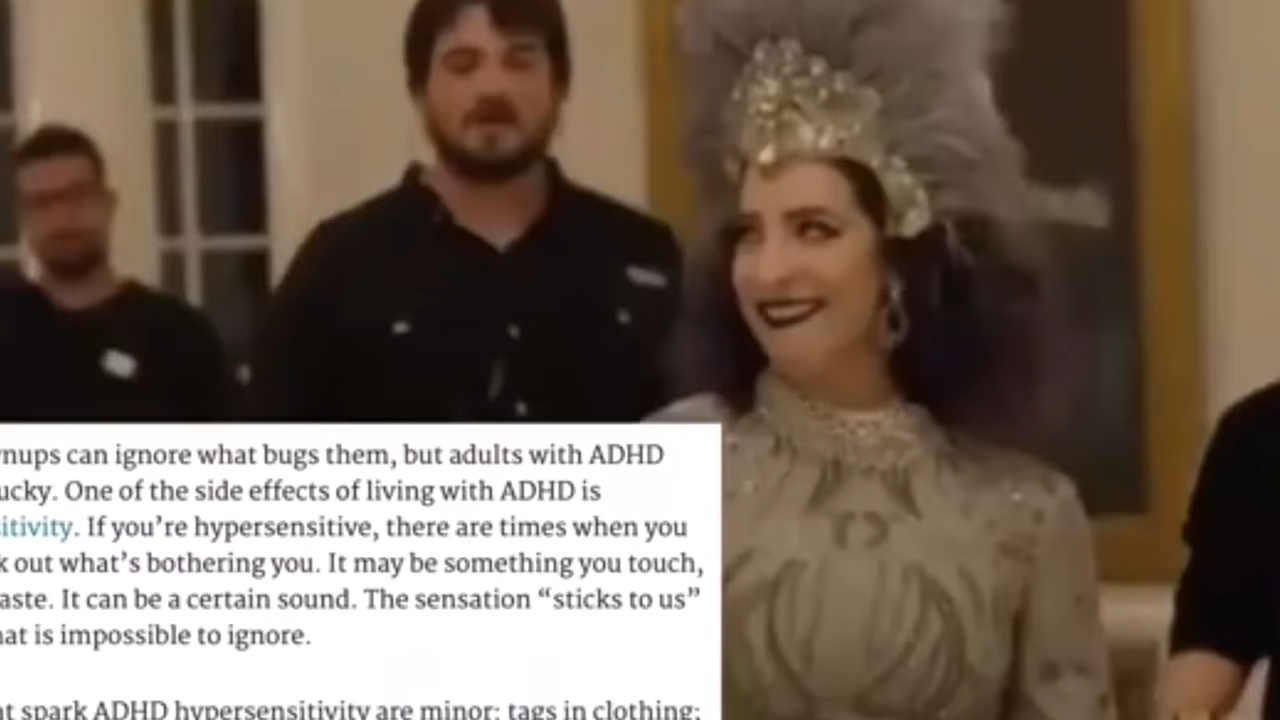 nups can ignore what bugs them, but adults with ADHD
ucky. One of the side effects of living with ADHD is
itivity. If you’re hypersensitive, there are times when you
k out what’s bothering you. It may be something you touch,
aste. It can be a certain sound. The sensation “sticks to us”
hat is impossible to ignore.
t spark ADHD hypersensitivity are minor: tags in clothing;